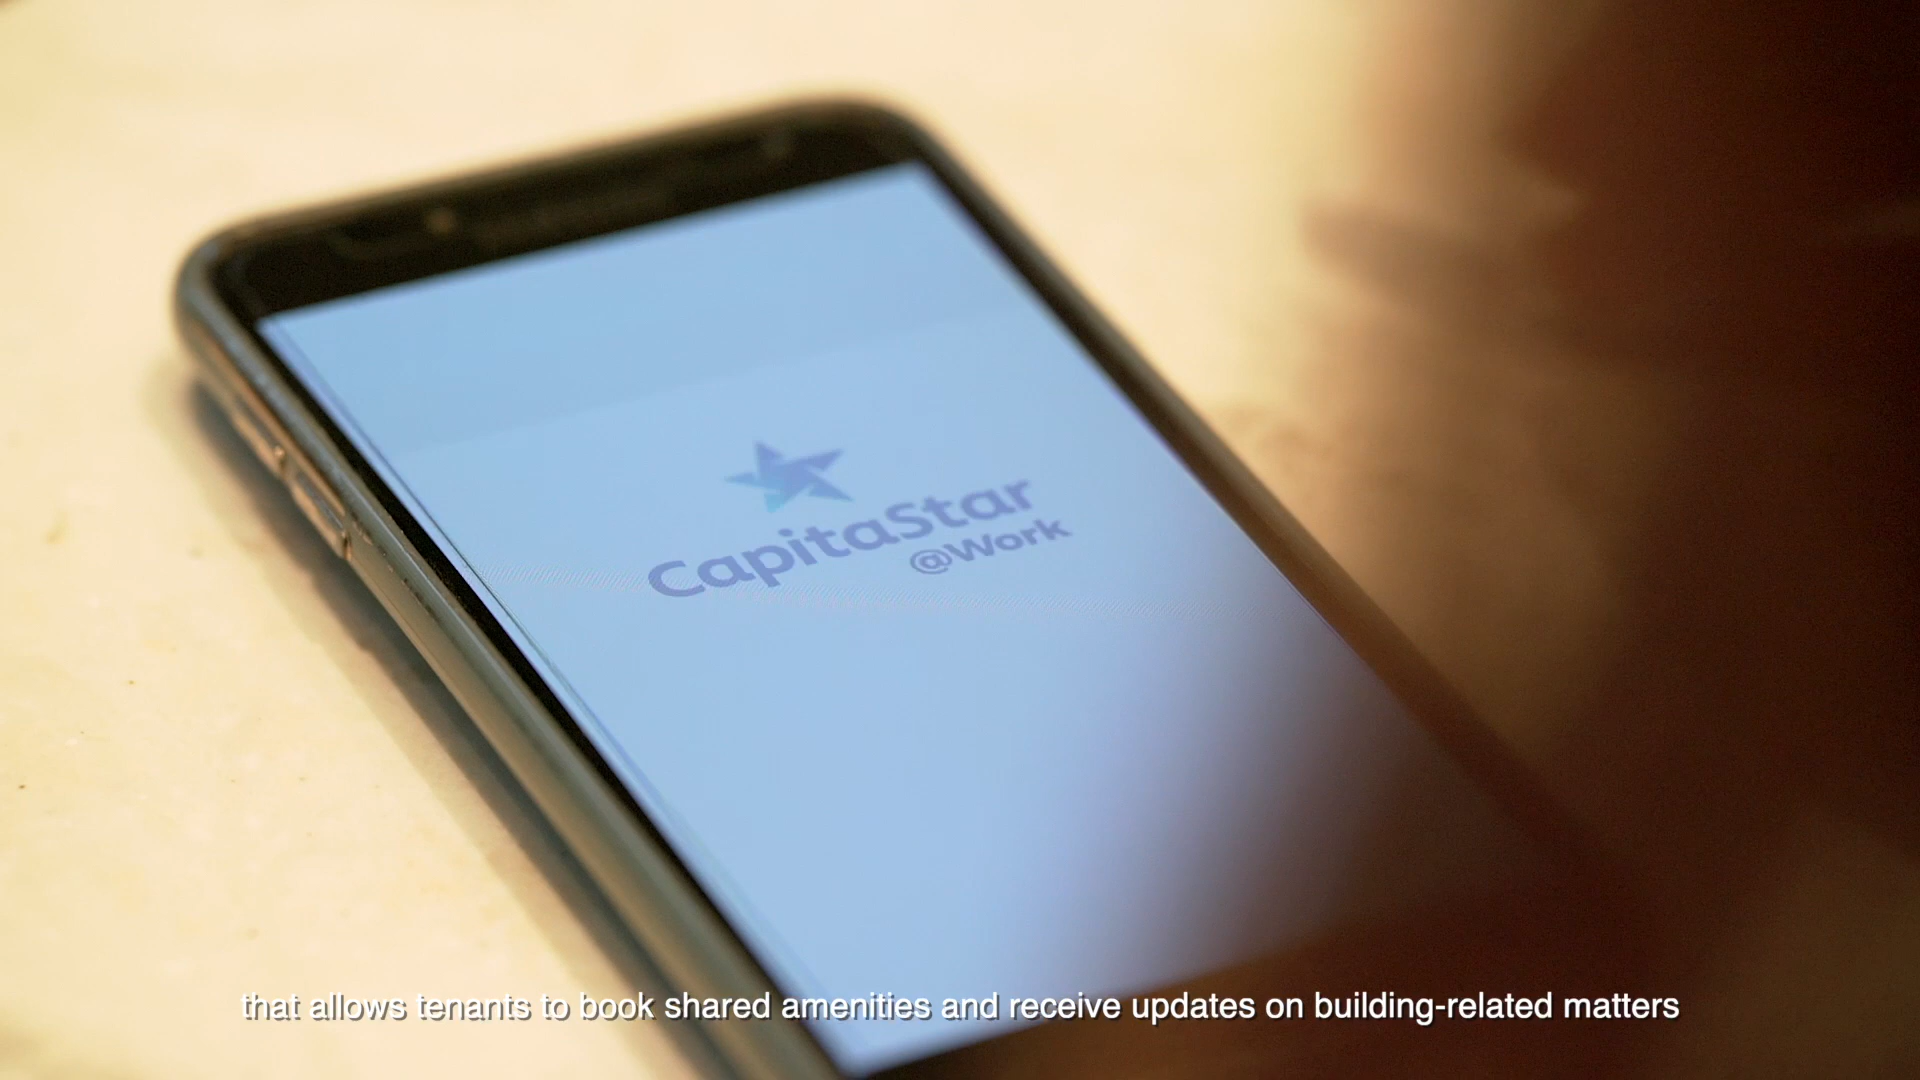 CapitaStar
@Work
that allows tenants to book shared amenities and receive updates on building-related matters